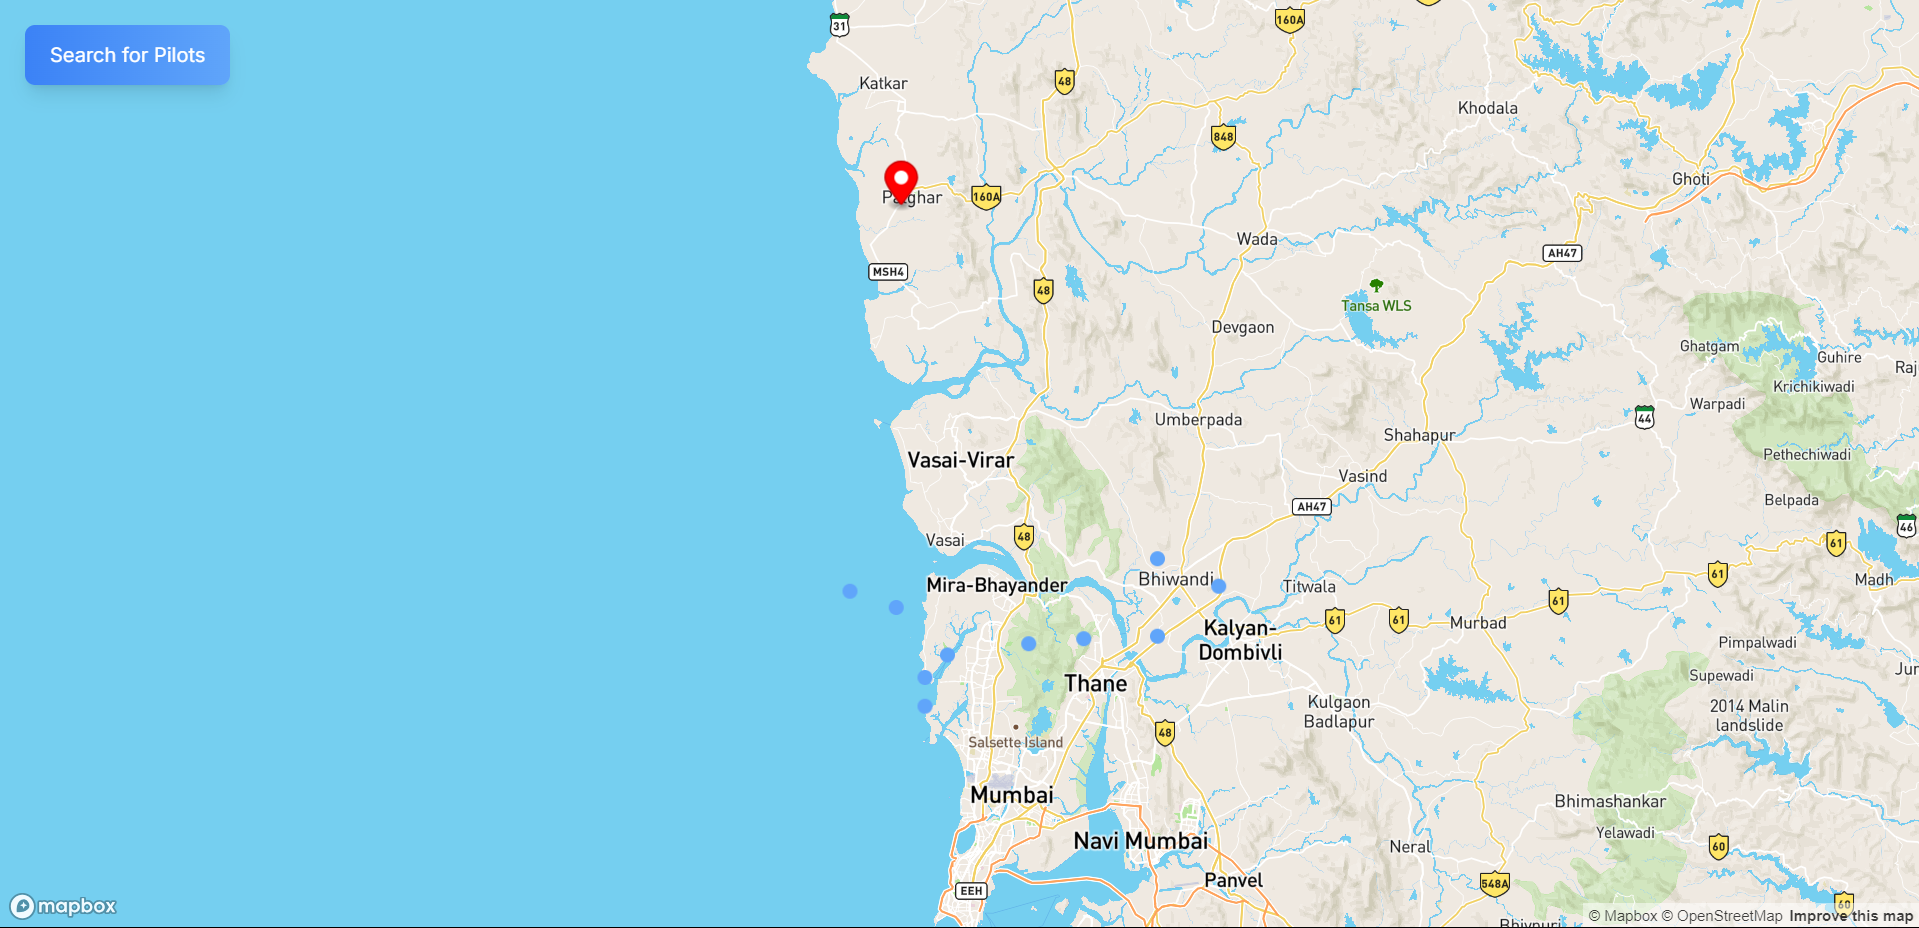 Search for Pilots
31
160A
Katkar
48
Khodala
848
Ghoti
Palghar
160A
Wada
AH47
MSH4
48
Tansa WLS
Devgaon
Ghatgam
Guhire
Raj
Krichikiwadi
Warpadi
44
Umberpada
Shahapur
Pethechiwadi
Vasai-Virar
Vasind
Belpada
AH47
46
Vasai
48
61
Bhiwandi
61
Madh
Mira-Bhayander
Titwala
61
61
61
Murbad
Kalyan-
Dombivli
Pimpalwadi
Jur
Supewadi
Thane
Kulgaon
Badlapur
2014 Malin
landslide
48
Salsette Island
Mumbai
Bhimashankar
Yelawadi
Navi Mumbai
Neral
60
Panvel
548A
EEH
60
mapbox
© Mapbox © OpenStreetMap Improve this map
Bhivpuri